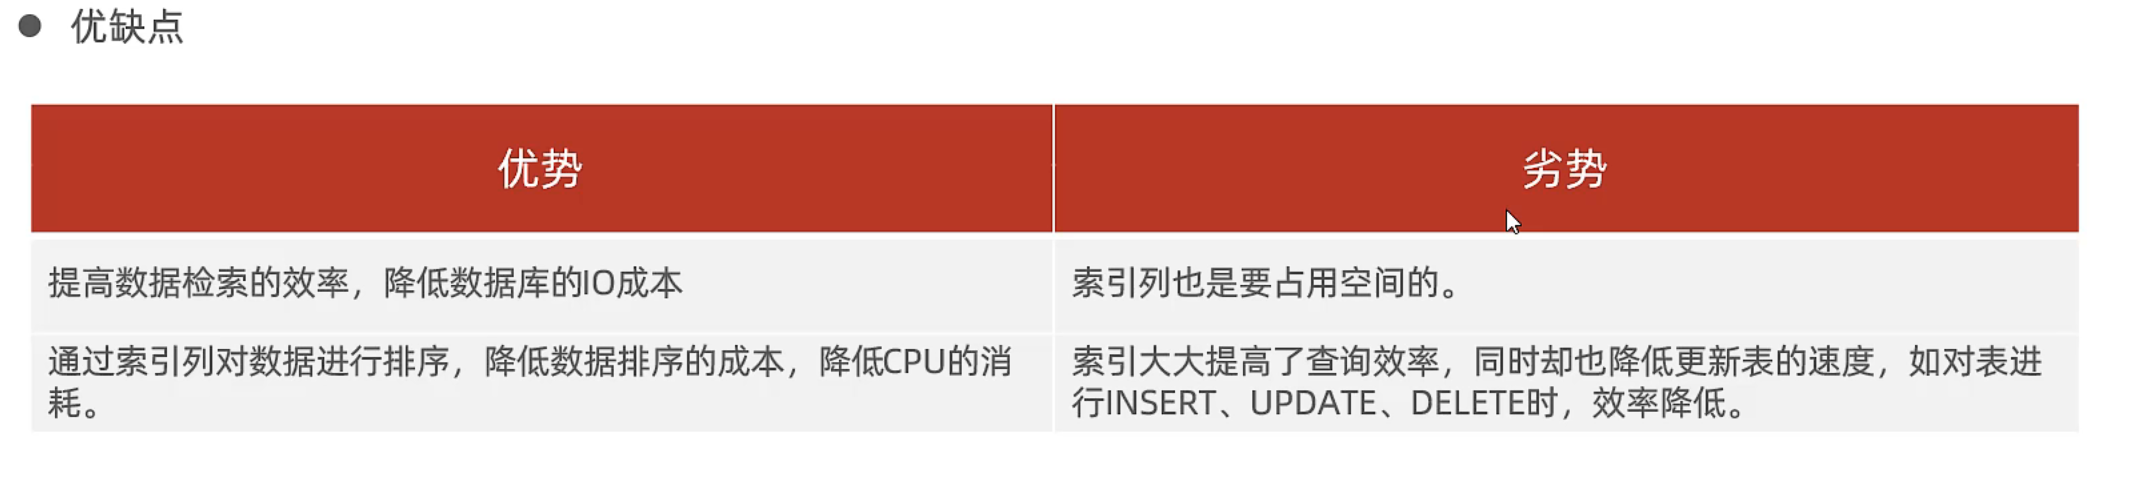 优缺点
优势
劣势
提高数据检索的效率，降低数据库的IO成本
索引列也是要占用空间的。
通过索引列对数据进行排序，降低数据排序的成本，降低CPU的消
耗。
索引大大提高了查询效率，同时却也降低更新表的速度，如对表进
行INSERT、UPDATE、DELETE时，效率降低。